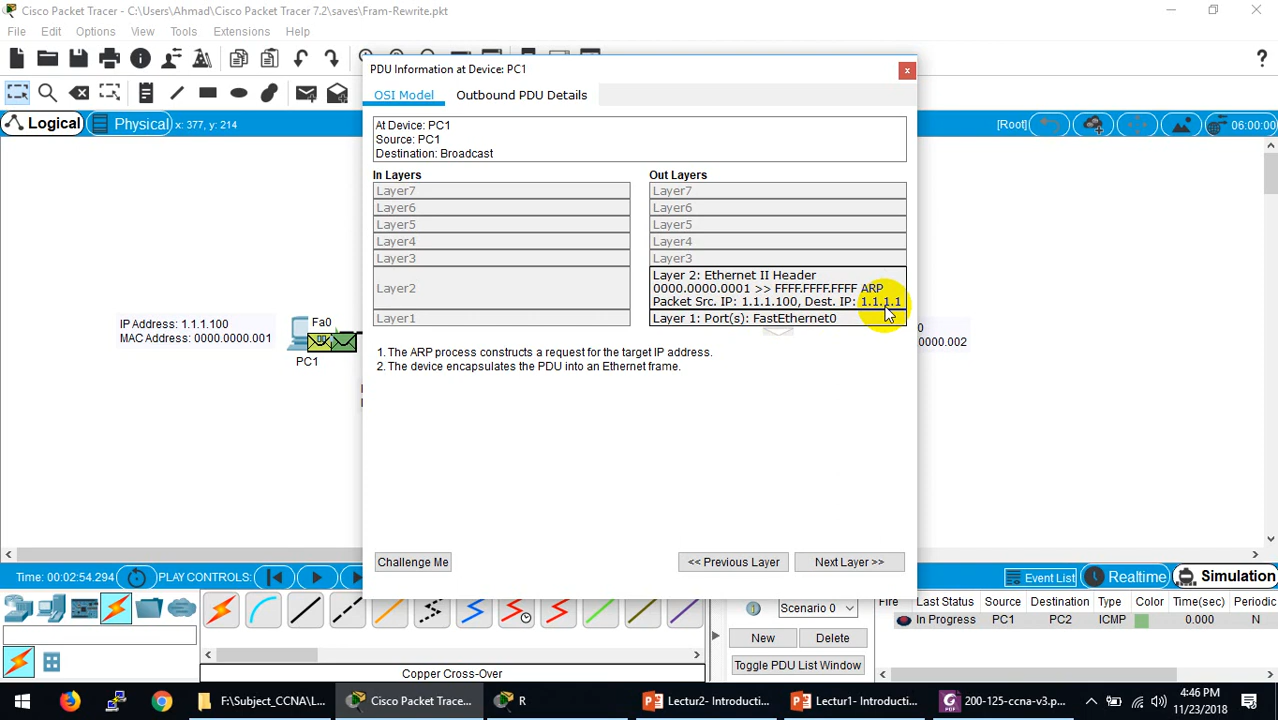 Cisco Packet Tracer - C:\Users\Ahmad\Cisco Packet Tracer 7.2\saves\Fram-Rewrite.pkt
File Edit Options View Tools Extensions Help
?
PDU Information at Device: PC1
OSI Model Outbound PDU Details
Logical Physical x: 377, y: 214 [Root] 06:00:00
At Device: PC1
Source: PC1
Destination: Broadcast
In Layers
Layer7
Layer6
Layer5
Layer4
Layer3
Layer2
Layer1
Out Layers
Layer7
Layer6
Layer5
Layer4
Layer3
Layer 2: Ethernet II Header
0000.0000.0001 >> FFFF.FFFF.FFFF ARP
Packet Src. IP: 1.1.1.100, Dest. IP: 1.1.1.1
Layer 1: Port(s): FastEthernet0
1. The ARP process constructs a request for the target IP address.
2. The device encapsulates the PDU into an Ethernet frame.
IP Address: 1.1.1.100
MAC Address: 0000.0000.001
Fa0
PC1
0
0000.002
Challenge Me << Previous Layer Next Layer >>
Time: 00:02:54.294 PLAY CONTROLS: Event List Realtime Simulation
Scenario 0
New Delete
Toggle PDU List Window
Fire Last Status Source Destination Type Color Time(sec) Periodic
In Progress PC1 PC2 ICMP 0.000 N
Copper Cross-Over
F:\Subject_CCNA\L... Cisco Packet Trace... R Lectur2- Introductio... Lectur1- Introductio... 200-125-ccna-v3.p...
4:46 PM
11/23/2018